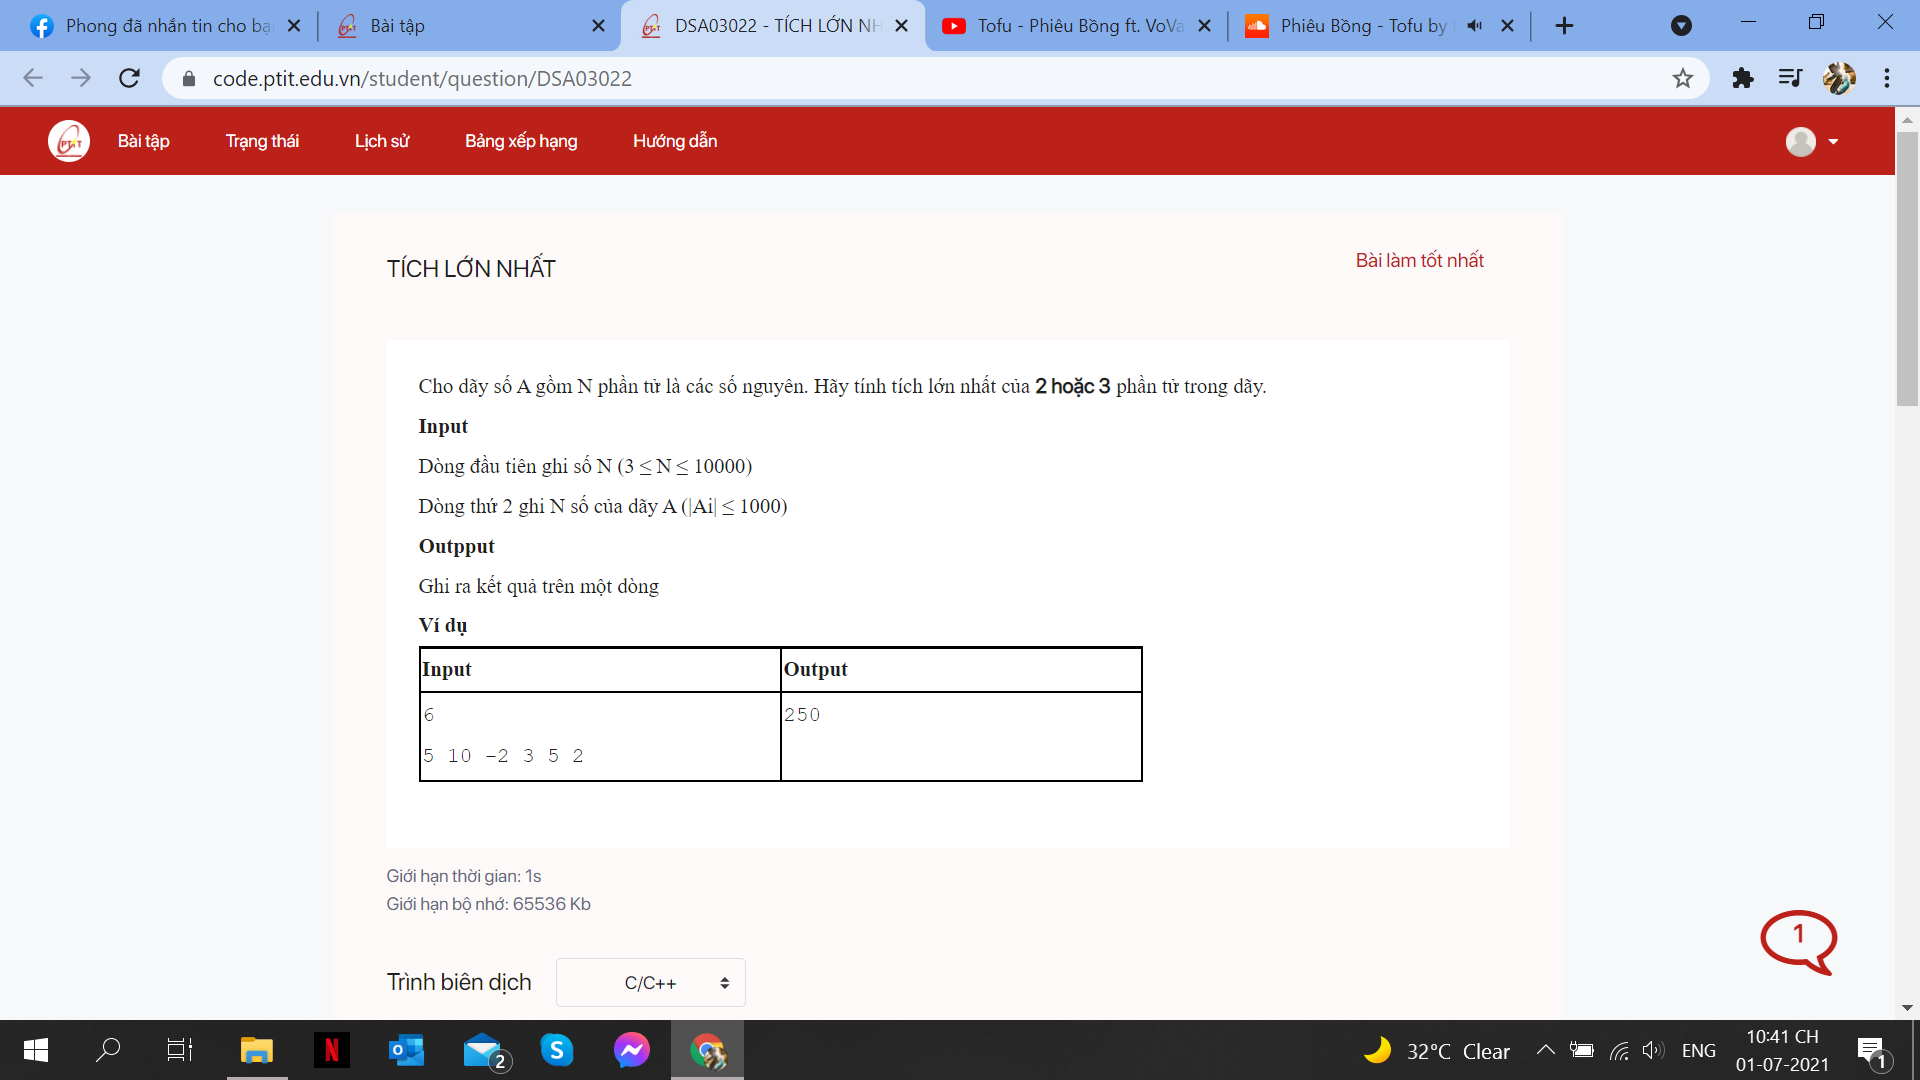 Phong đã nhắn tin cho bạ
Bài tập
DSA03022 - TÍCH LỚN NH
Tofu - Phiêu Bồng ft. VoVa
Phiêu Bồng - Tofu by
code.ptit.edu.vn/student/question/DSA03022
PTIT
Bài tập
Trạng thái
Lịch sử
Bảng xếp hạng
Hướng dẫn
TÍCH LỚN NHẤT
Bài làm tốt nhất
Cho dãy số A gồm N phần tử là các số nguyên. Hãy tính tích lớn nhất của 2 hoặc 3 phần tử trong dãy.
Input
Dòng đầu tiên ghi số N (3 ≤ N ≤ 10000)
Dòng thứ 2 ghi N số của dãy A (|Ai| ≤ 1000)
Outpput
Ghi ra kết quả trên một dòng
Ví dụ
Input
Output
6
250
5 10 -2 3 5 2
Giới hạn thời gian: 1s
Giới hạn bộ nhớ: 65536 Kb
1
Trình biên dịch
C/C++
2
32°C Clear
ENG
10:41 CH
01-07-2021
1